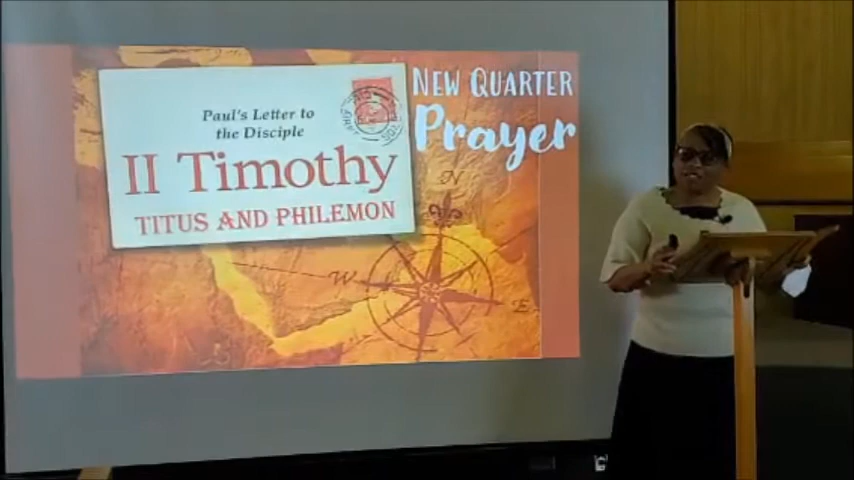 Paul's Letter to
the Disciple
II Timothy
TITUS AND PHILEMON
NEW QUARTER
Prayer
N
W
E
S